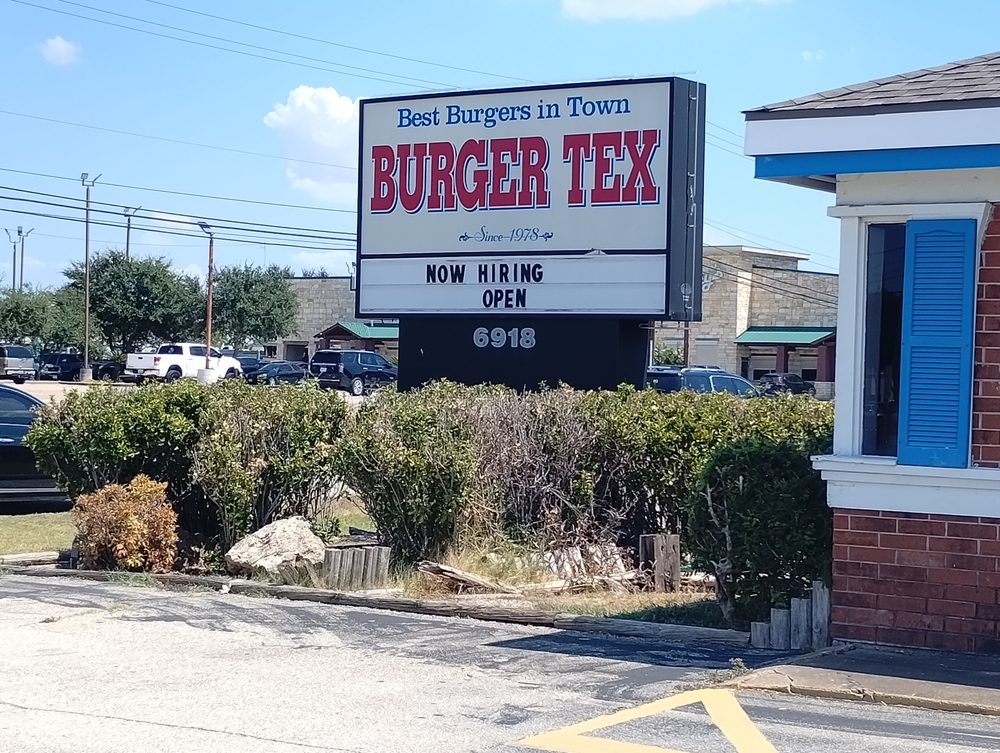 Best Burgers in Town
BURGER TEX
Since 1978
NOW HIRING
OPEN
6918